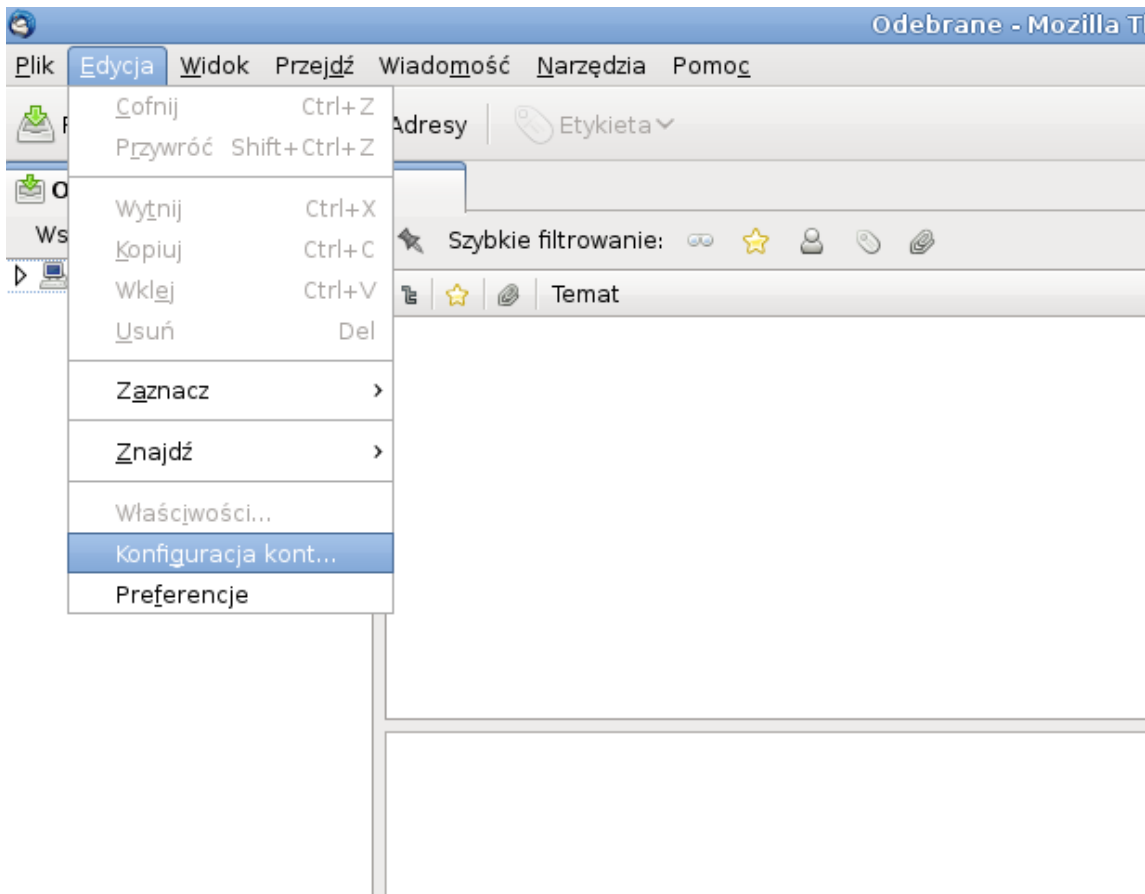 Odebrane - Mozilla
Plik Edycja Widok Przejdź Wiadomość Narzędzia Pomoc
Adresy Etykieta
Cofnij Ctrl+Z
Przywróć Shift+Ctrl+Z
Wytnij Ctrl+X
Kopiuj Ctrl+C
Wklej Ctrl+V
Usuń Del
Zaznacz
Znajdź
Właściwości...
Konfiguracja kont...
Preferencje
Szybkie filtrowanie:
Temat